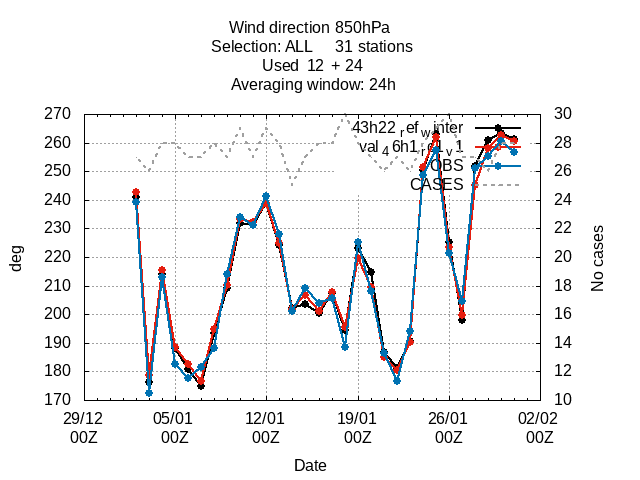 Wind direction 850hPa
Selection: ALL 31 stations
Used 12 + 24
Averaging window: 24h
270 30
260 28
250 26
240 24
230 22
220 20
210 18
200 16
190 14
180 12
170 10
43h22_ref_winter
val_46h1_rcl_v_1
OBS
CASES
deg
No cases
29/12 05/01 12/01 19/01 26/01 02/02
00Z 00Z 00Z 00Z 00Z 00Z
Date